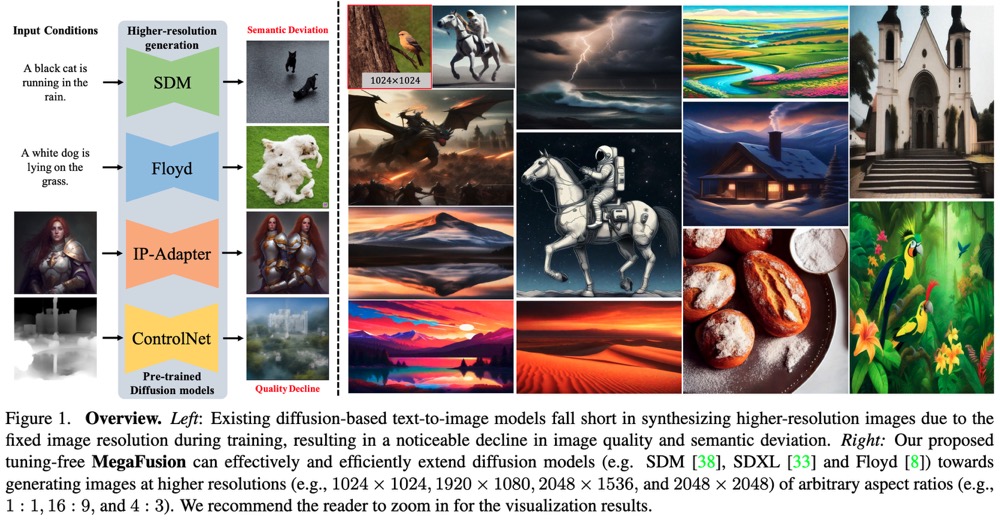 Input Conditions
Higher-resolution
generation
Semantic Deviation
A black cat is
running in the
rain.
SDM
A white dog is
lying on the
grass.
Floyd
IP-Adapter
ControlNet
Pre-trained
Diffusion models
Quality Decline
1024×1024
Figure 1. Overview. Left: Existing diffusion-based text-to-image models fall short in synthesizing higher-resolution images due to the
fixed image resolution during training, resulting in a noticeable decline in image quality and semantic deviation. Right: Our proposed
tuning-free MegaFusion can effectively and efficiently extend diffusion models (e.g. SDM [38], SDXL [33] and Floyd [8]) towards
generating images at higher resolutions (e.g., 1024 × 1024, 1920 × 1080, 2048 × 1536, and 2048 × 2048) of arbitrary aspect ratios (e.g.,
1 : 1, 16 : 9, and 4 : 3). We recommend the reader to zoom in for the visualization results.